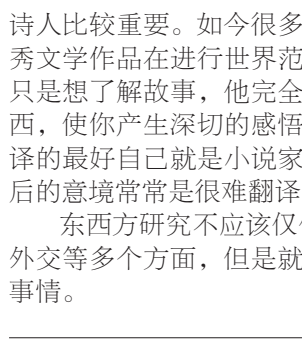 诗人比较重要。如今很多
秀文学作品在进行世界范
只是想了解故事，他完全
西，使你产生深切的感悟
译的最好自己就是小说家
后的意境常常是很难翻译
东西方研究不应该仅
外交等多个方面，但是就
事情。